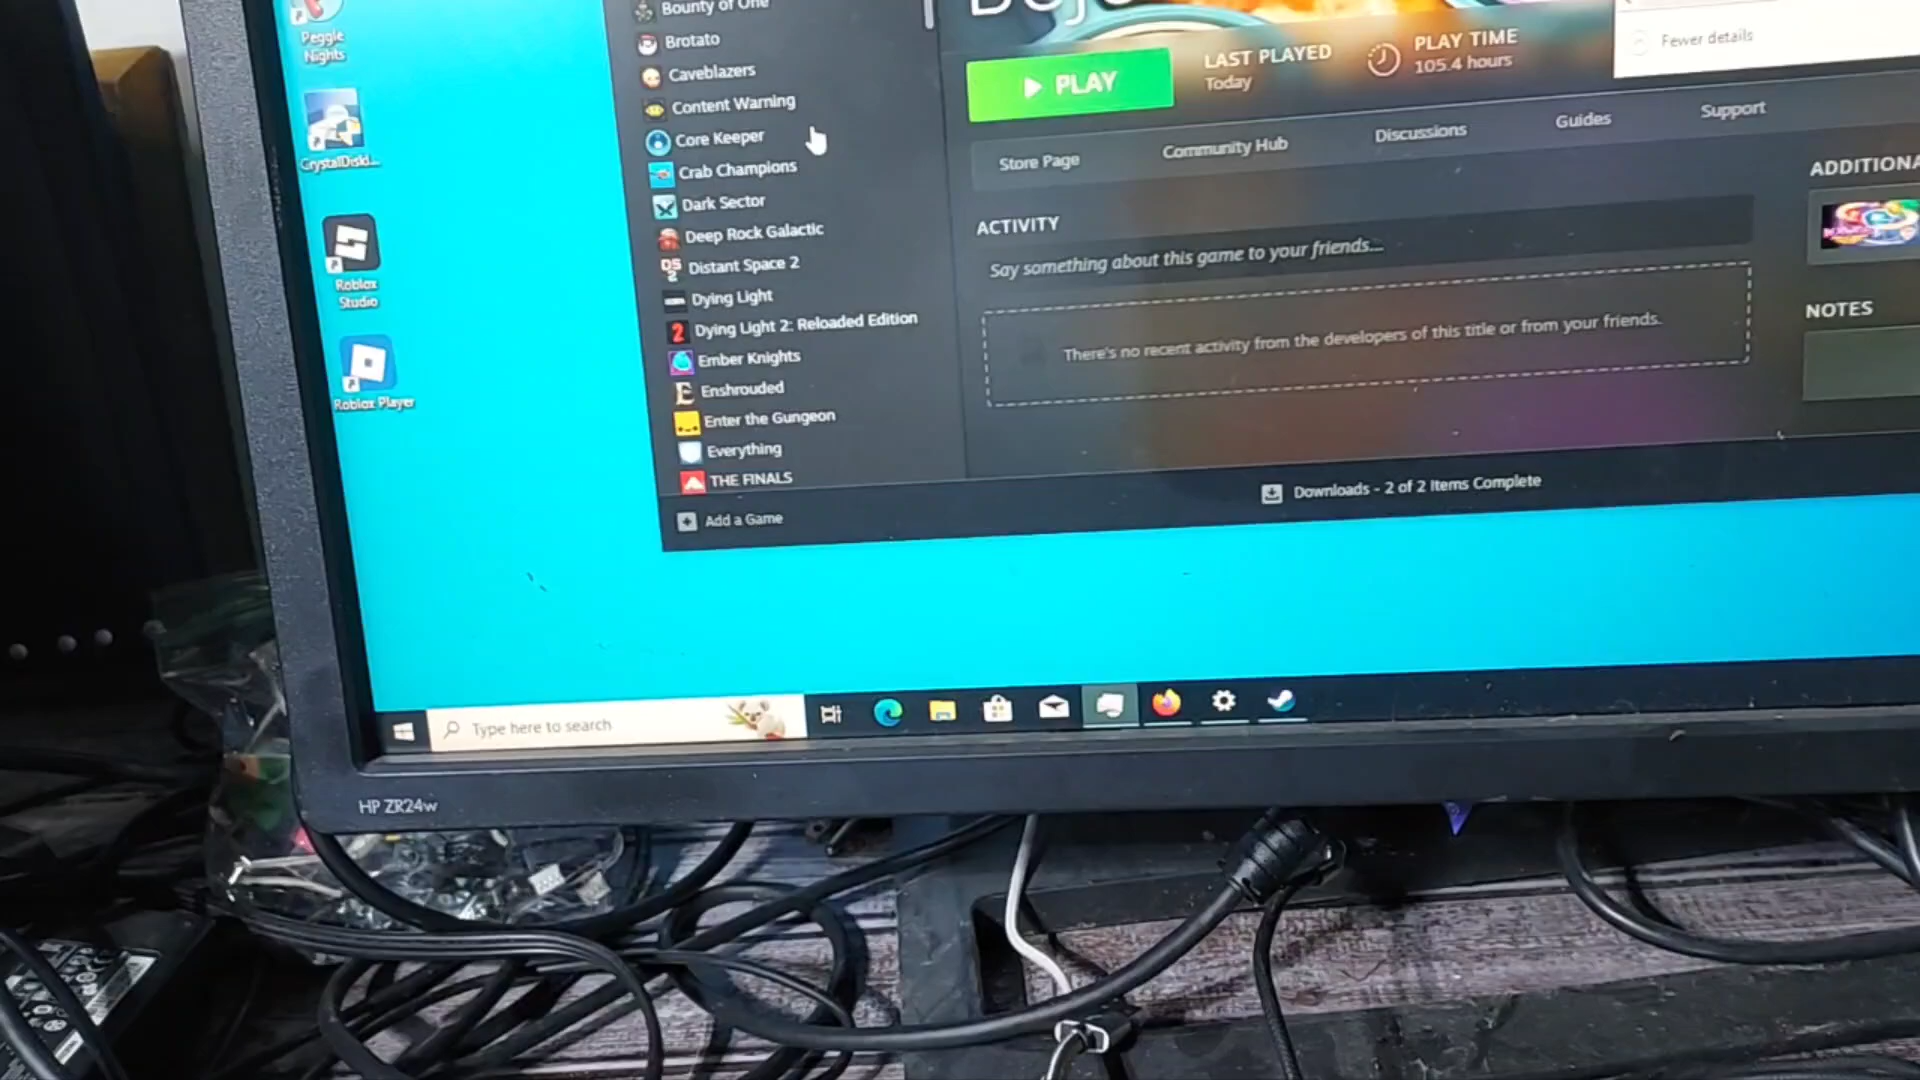 Peggle
Nights
CrystalDiskI...
Roblox
Studio
Roblox Player
Bounty of One
Brotato
Caveblazers
Content Warning
Core Keeper
Crab Champions
Dark Sector
Deep Rock Galactic
DS
2
Distant Space 2
Dying Light
2
Dying Light 2: Reloaded Edition
Ember Knights
E
Enshrouded
Enter the Gungeon
Everything
THE FINALS
Add a Game
PLAY
LAST PLAYED
Today
PLAY TIME
105.4 hours
Fewer details
Store Page
Community Hub
Discussions
Guides
Support
ACTIVITY
Say something about this game to your friends...
There's no recent activity from the developers of this title or from your friends.
NOTES
Downloads - 2 of 2 Items Complete
Type here to search
HP ZR24w